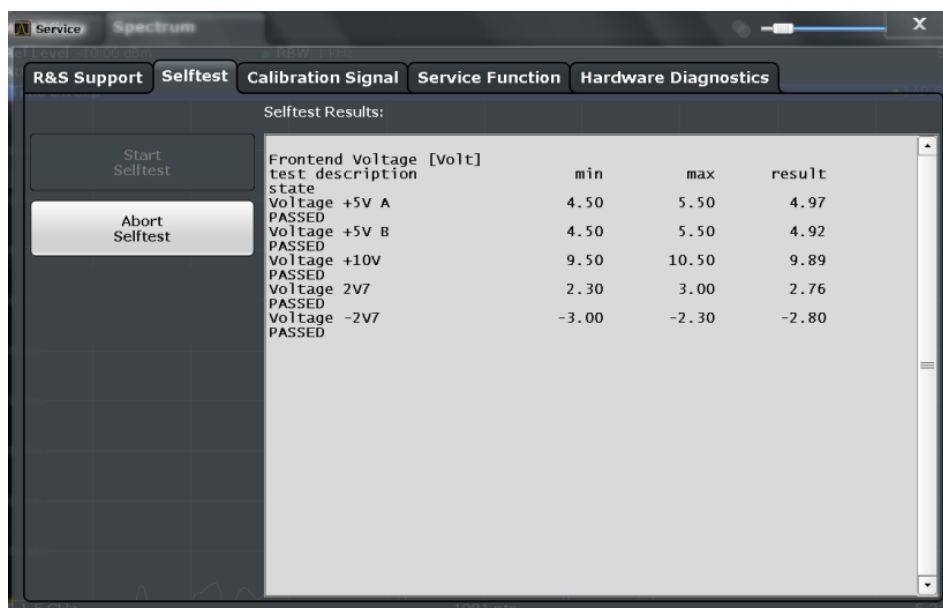 Service Spectrum
R&S Support Selftest Calibration Signal Service Function Hardware Diagnostics
Selftest Results:
Start
Selftest
Abort
Selftest
Frontend Voltage [Volt]
test description min max result
state
Voltage +5V A 4.50 5.50 4.97
PASSED
Voltage +5V B 4.50 5.50 4.92
PASSED
Voltage +10V 9.50 10.50 9.89
PASSED
Voltage 2V7 2.30 3.00 2.76
PASSED
Voltage -2V7 -3.00 -2.30 -2.80
PASSED